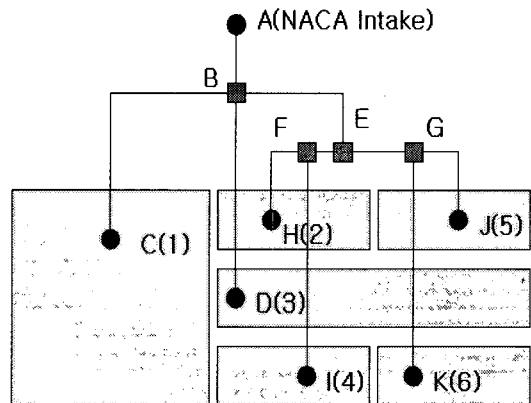 A(NACA Intake)
B
F
E
G
C(1)
H(2)
J(5)
D(3)
I(4)
K(6)